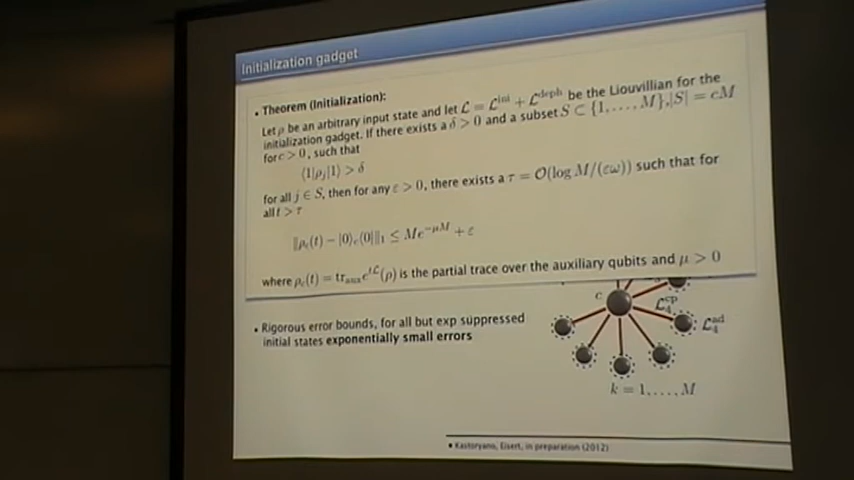 Initialization gadget
• Theorem (Initialization):
Let ρ be an arbitrary input state and let ℒ = ℒ^ini + ℒ^deph be the Liouvillian for the
initialization gadget. If there exists a δ > 0 and a subset S ⊂ {1, . . . , M}, |S| = cM
for c > 0, such that
⟨1|ρ_j|1⟩ > δ
for all j ∈ S, then for any ε > 0, there exists a τ = O(log M/(εω)) such that for
all t > τ
‖ρ_c(t) − |0⟩_c⟨0|‖_1 ≤ Me^{−μM} + ε
where ρ_c(t) = tr_aux e^{tℒ}(ρ) is the partial trace over the auxiliary qubits and μ > 0
• Rigorous error bounds, for all but exp suppressed
initial states exponentially small errors
c
ℒ_4^cp
ℒ_4^ad
k = 1, . . . , M
• Kastoryano, Eisert, in preparation (2012)